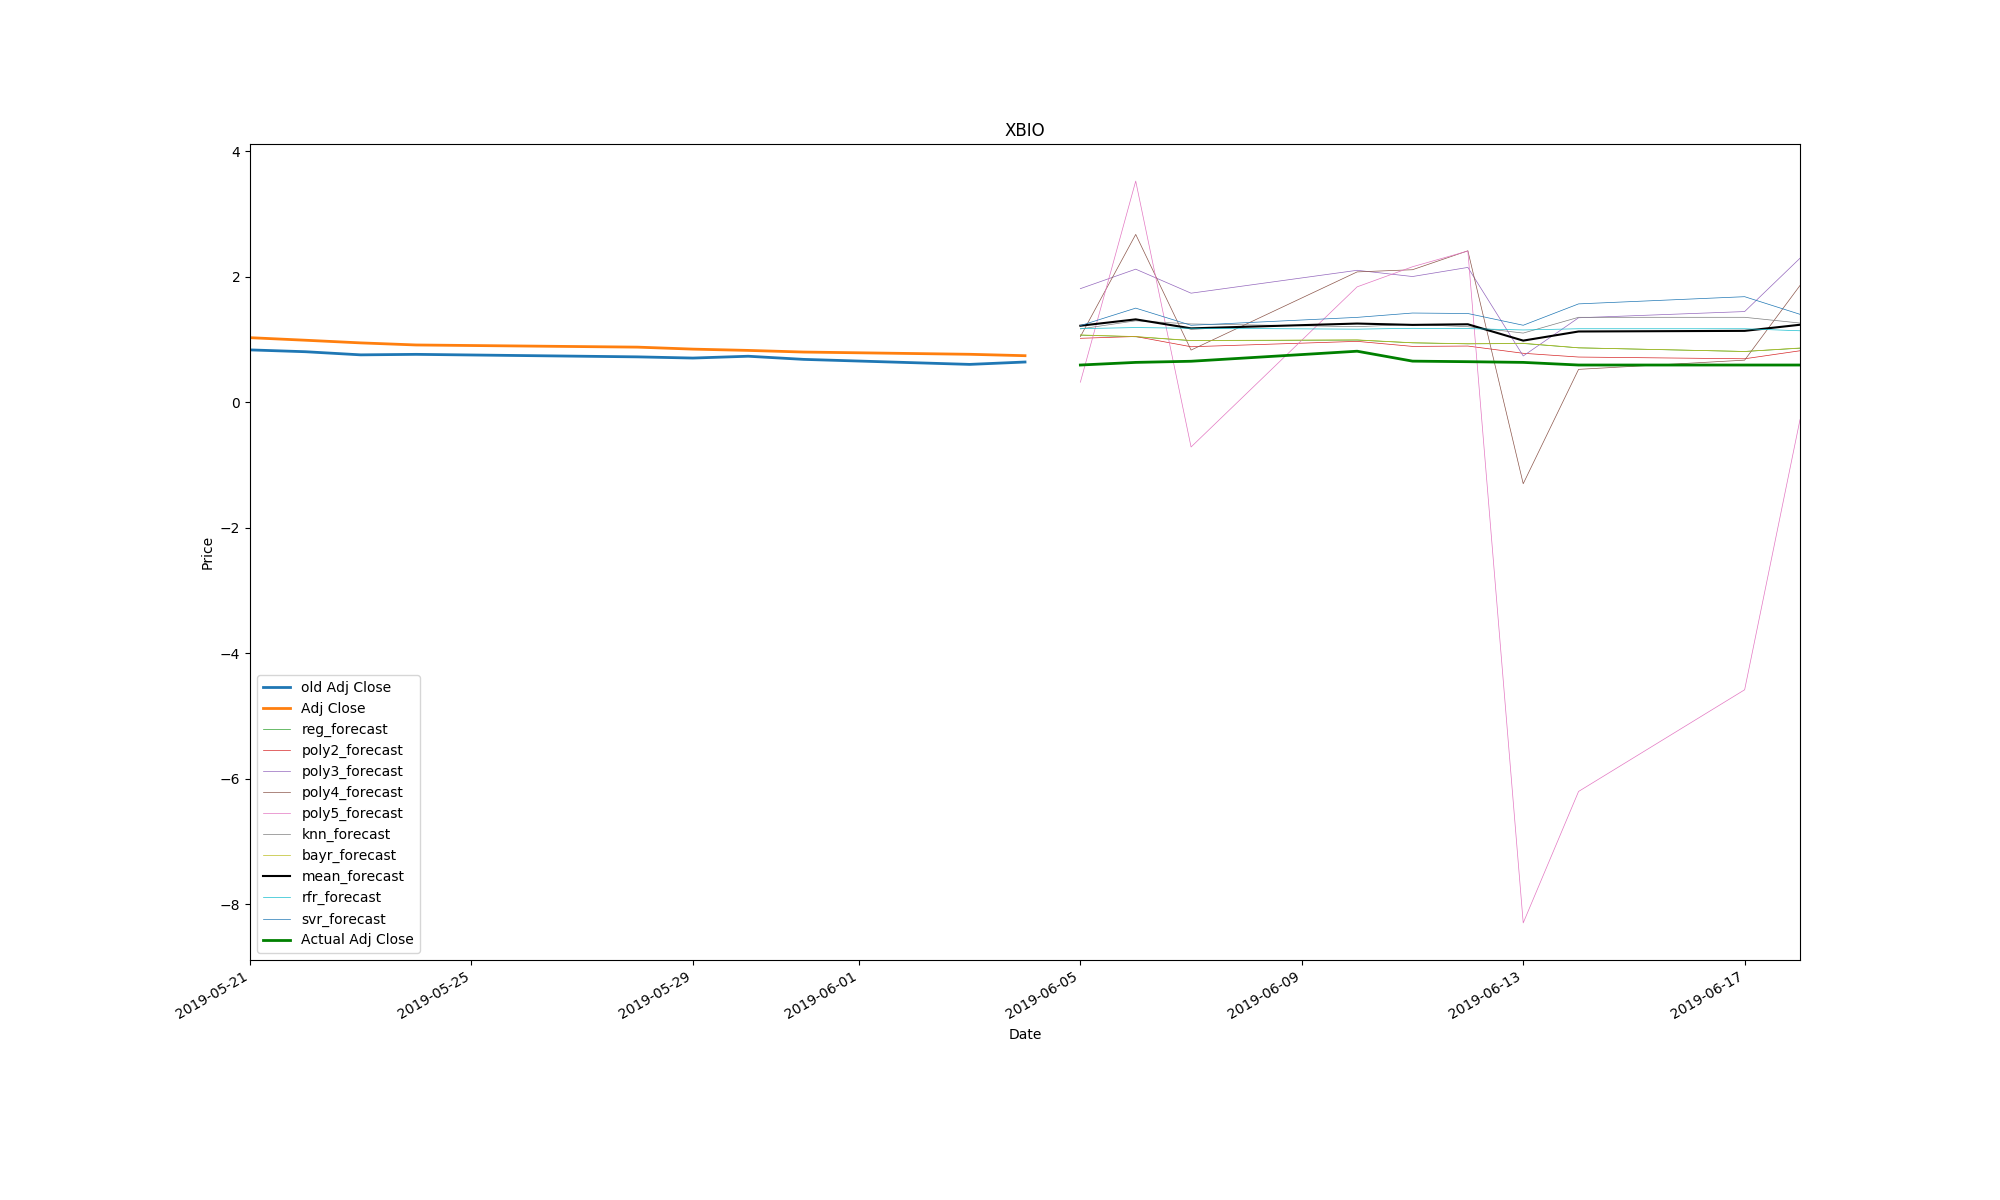 XBIO
4
2
0
−2
−4
−6
−8
Price
old Adj Close
Adj Close
reg_forecast
poly2_forecast
poly3_forecast
poly4_forecast
poly5_forecast
knn_forecast
bayr_forecast
mean_forecast
rfr_forecast
svr_forecast
Actual Adj Close
2019-05-21
2019-05-25
2019-05-29
2019-06-01
2019-06-05
2019-06-09
2019-06-13
2019-06-17
Date